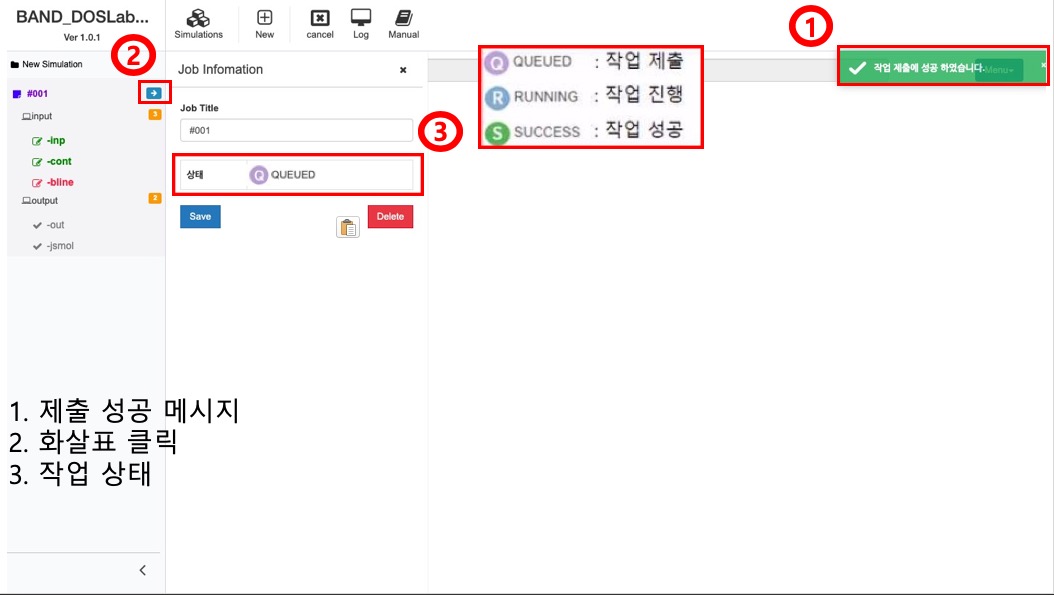 BAND_DOSLab...
Ver 1.0.1
Simulations
New
cancel
Log
Manual
1
2
New Simulation
#001
3
input
-inp
-cont
-bline
2
output
-out
-jsmol
Job Infomation
Job Title
#001
3
상태
Q QUEUED
Save
Delete
Q QUEUED : 작업 제출
R RUNNING : 작업 진행
S SUCCESS : 작업 성공
작업 제출에 성공 하였습니다.
Menu
1. 제출 성공 메시지
2. 화살표 클릭
3. 작업 상태